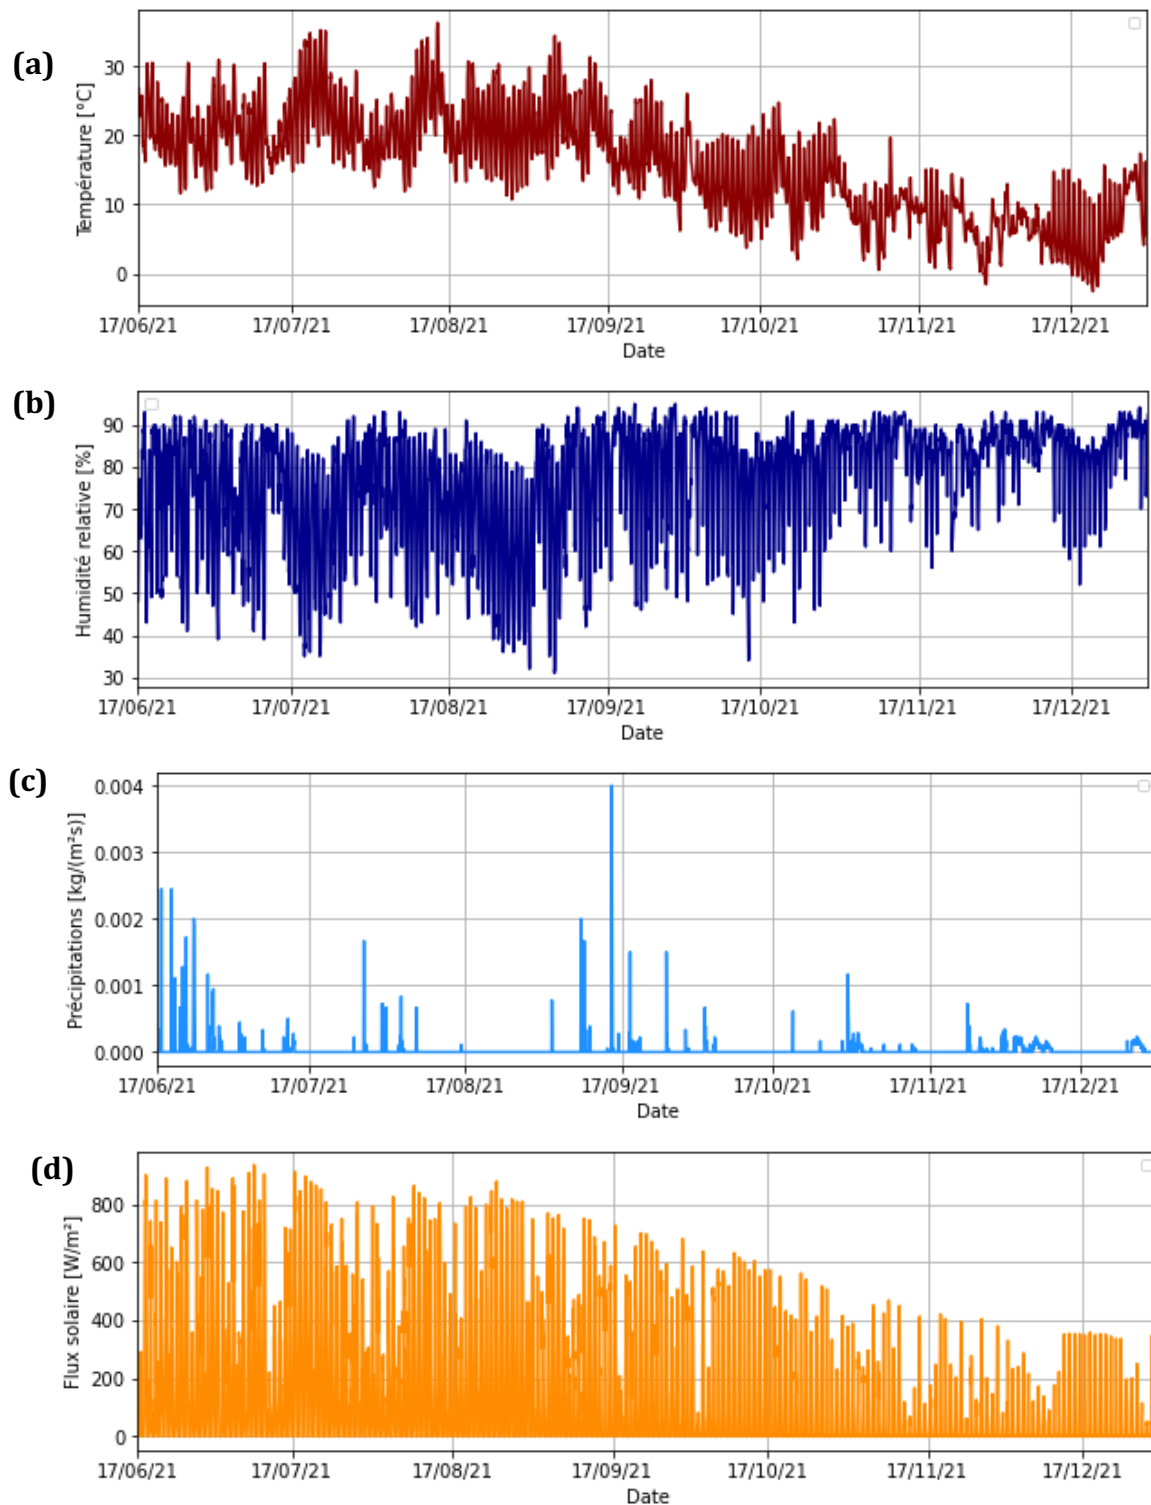 (a)
Température [°C]
30
20
10
0
17/06/21 17/07/21 17/08/21 17/09/21 17/10/21 17/11/21 17/12/21
Date
(b)
Humidité relative [%]
90
80
70
60
50
40
30
17/06/21 17/07/21 17/08/21 17/09/21 17/10/21 17/11/21 17/12/21
Date
(c)
Précipitations [kg/(m²s)]
0.004
0.003
0.002
0.001
0.000
17/06/21 17/07/21 17/08/21 17/09/21 17/10/21 17/11/21 17/12/21
Date
(d)
Flux solaire [W/m²]
800
600
400
200
0
17/06/21 17/07/21 17/08/21 17/09/21 17/10/21 17/11/21 17/12/21
Date